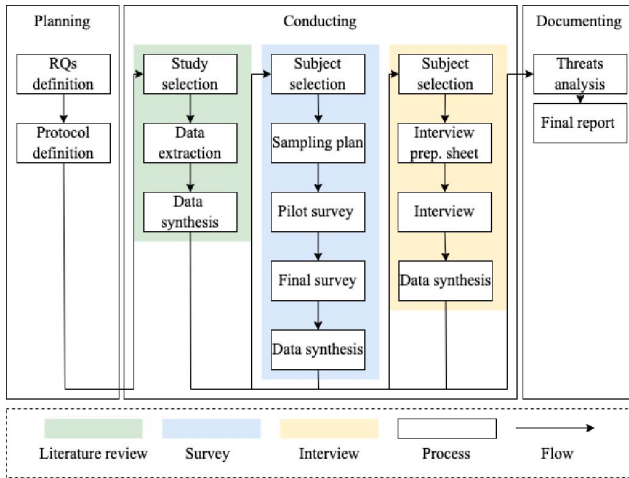 Planning
Conducting
Documenting
RQs
definition
Protocol
definition
Study
selection
Data
extraction
Data
synthesis
Subject
selection
Sampling plan
Pilot survey
Final survey
Data synthesis
Subject
selection
Interview
prep. sheet
Interview
Data synthesis
Threats
analysis
Final report
Literature review
Survey
Interview
Process
Flow